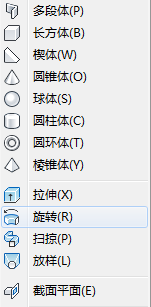 多段体(P)
长方体(B)
楔体(W)
圆锥体(O)
球体(S)
圆柱体(C)
圆环体(T)
棱锥体(Y)
拉伸(X)
旋转(R)
扫掠(P)
放样(L)
截面平面(E)